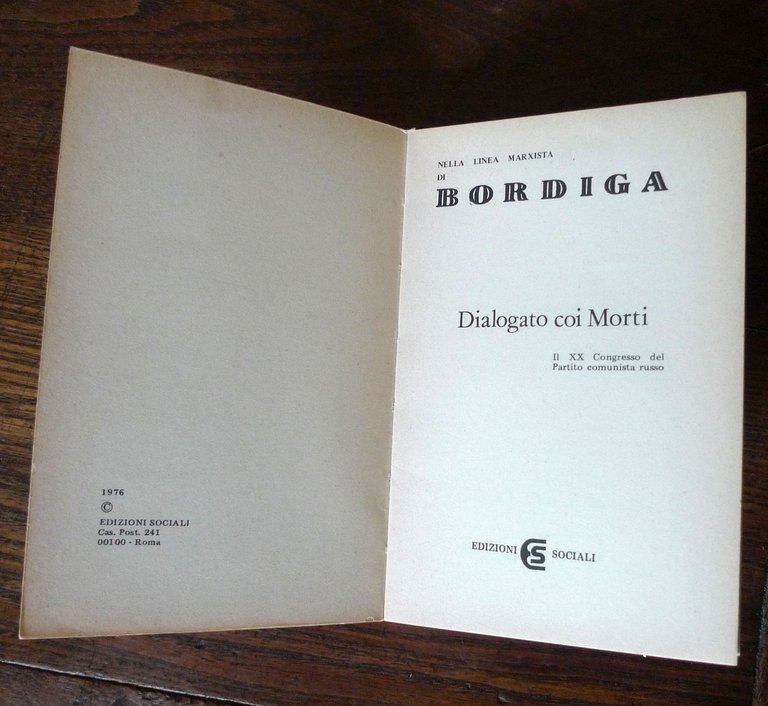 1976
©
EDIZIONI SOCIALI
Cas. Post. 241
00100 - Roma
NELLA LINEA MARXISTA
DI
BORDIGA
Dialogato coi Morti
Il XX Congresso del
Partito comunista russo
EDIZIONI ES SOCIALI